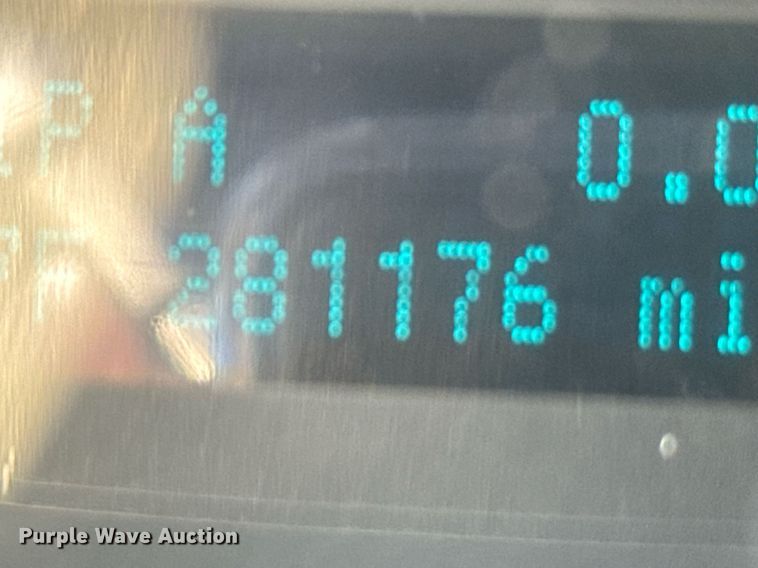 P A 0.0
281176 mi
Purple Wave Auction